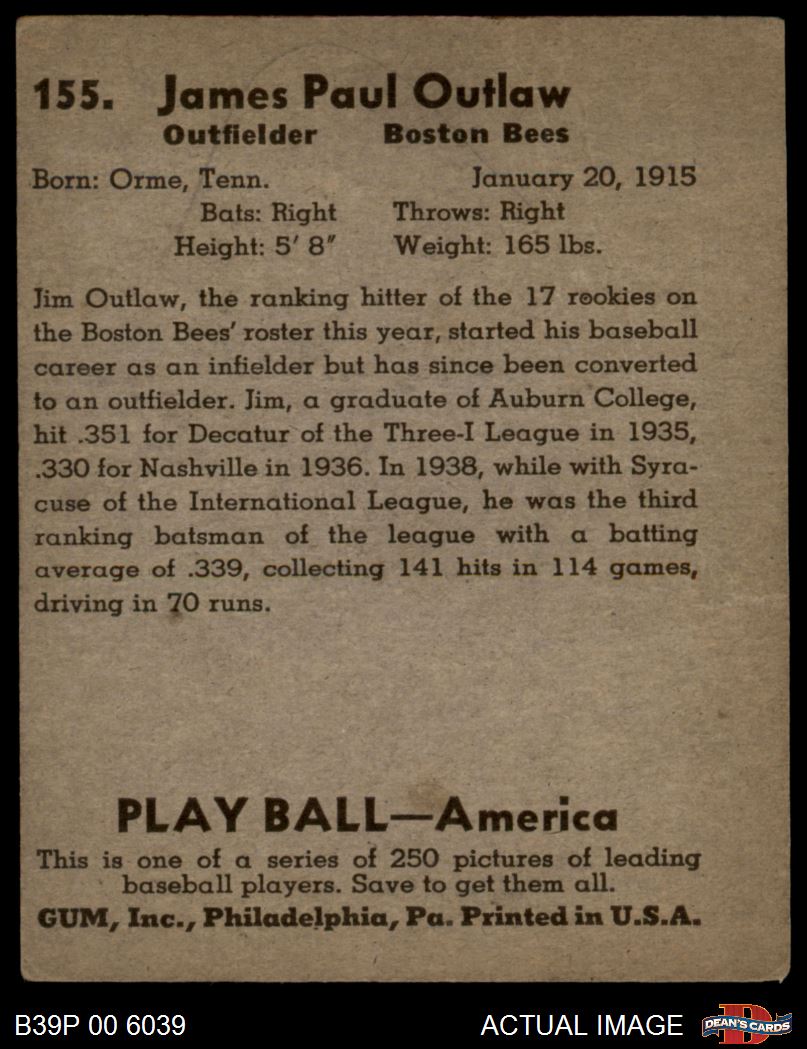 155. James Paul Outlaw
Outfielder Boston Bees
Born: Orme, Tenn. January 20, 1915
Bats: Right Throws: Right
Height: 5' 8" Weight: 165 lbs.
Jim Outlaw, the ranking hitter of the 17 rookies on
the Boston Bees' roster this year, started his baseball
career as an infielder but has since been converted
to an outfielder. Jim, a graduate of Auburn College,
hit .351 for Decatur of the Three-I League in 1935,
.330 for Nashville in 1936. In 1938, while with Syra-
cuse of the International League, he was the third
ranking batsman of the league with a batting
average of .339, collecting 141 hits in 114 games,
driving in 70 runs.
PLAY BALL—America
This is one of a series of 250 pictures of leading
baseball players. Save to get them all.
GUM, Inc., Philadelphia, Pa. Printed in U.S.A.
B39P 00 6039 ACTUAL IMAGE D DEAN'S CARDS